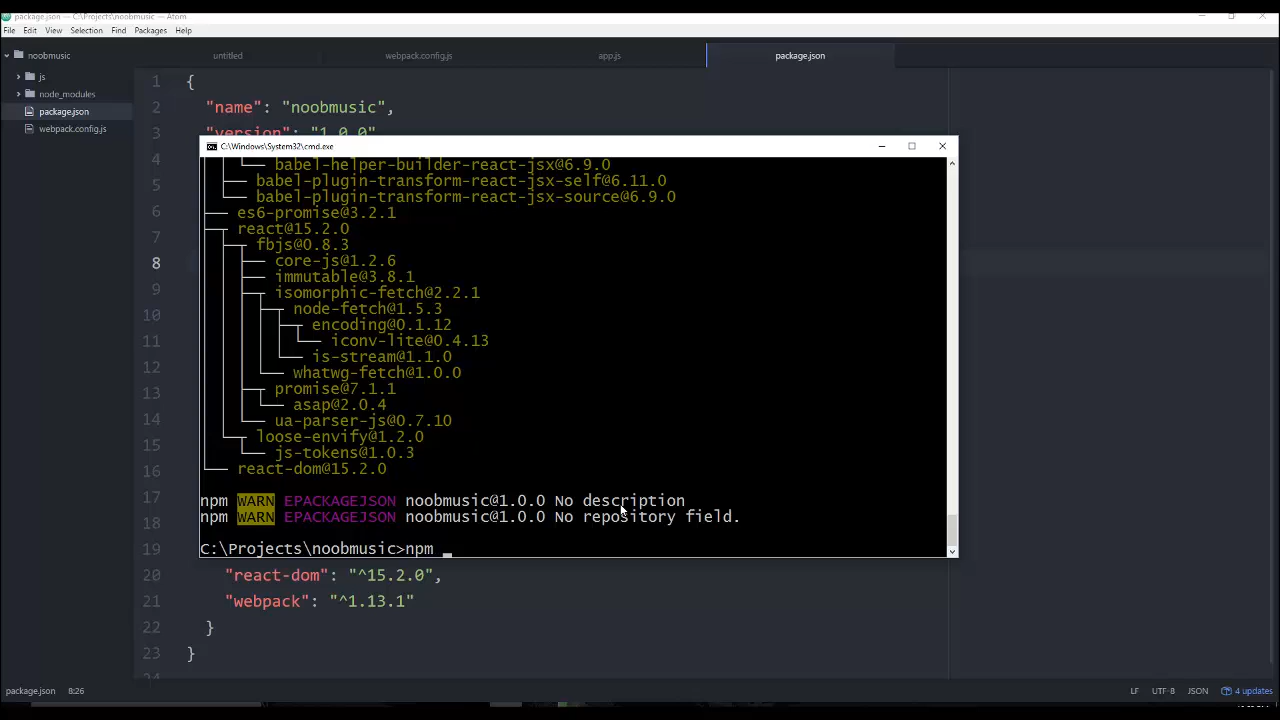 package.json — C:\Projects\noobmusic — Atom
File Edit View Selection Find Packages Help
noobmusic
js
node_modules
package.json
webpack.config.js
untitled
webpack.config.js
app.js
package.json
1 {
2 "name": "noobmusic",
3 "version": "1.0.0"
4
5
6
7
8
9
10
11
12
13
14
15
16
17
18
19
20 "react-dom": "^15.2.0",
21 "webpack": "^1.13.1"
22 }
23 }
24
C:\Windows\System32\cmd.exe
babel-helper-builder-react-jsx@6.9.0
babel-plugin-transform-react-jsx-self@6.11.0
babel-plugin-transform-react-jsx-source@6.9.0
es6-promise@3.2.1
react@15.2.0
fbjs@0.8.3
core-js@1.2.6
immutable@3.8.1
isomorphic-fetch@2.2.1
node-fetch@1.5.3
encoding@0.1.12
iconv-lite@0.4.13
is-stream@1.1.0
whatwg-fetch@1.0.0
promise@7.1.1
asap@2.0.4
ua-parser-js@0.7.10
loose-envify@1.2.0
js-tokens@1.0.3
react-dom@15.2.0
npm WARN EPACKAGEJSON noobmusic@1.0.0 No description
npm WARN EPACKAGEJSON noobmusic@1.0.0 No repository field.
C:\Projects\noobmusic>npm _
package.json 8:26
LF UTF-8 JSON 4 updates